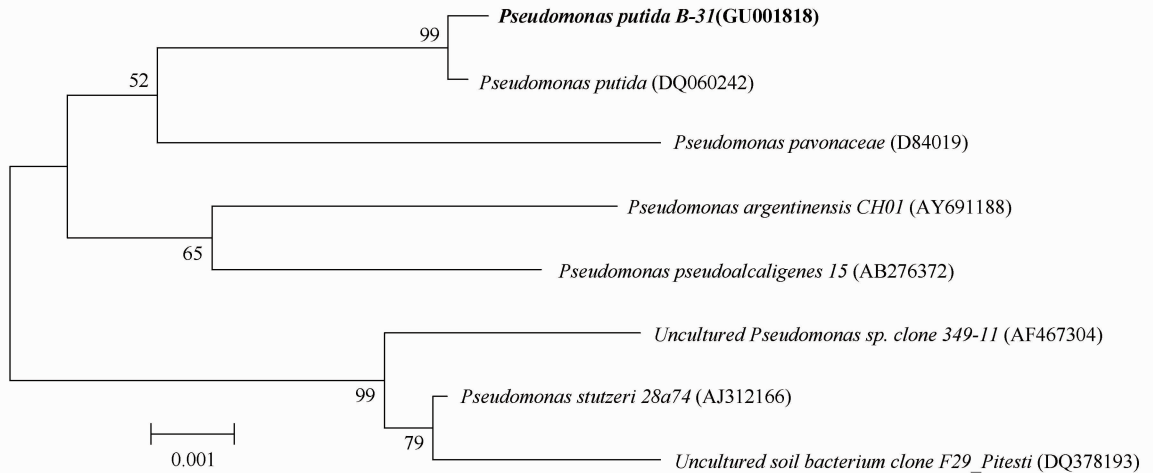 Pseudomonas putida B-31(GU001818)
99
Pseudomonas putida (DQ060242)
52
Pseudomonas pavonaceae (D84019)
Pseudomonas argentinensis CH01 (AY691188)
65
Pseudomonas pseudoalcaligenes 15 (AB276372)
Uncultured Pseudomonas sp. clone 349-11 (AF467304)
99
Pseudomonas stutzeri 28a74 (AJ312166)
79
0.001
Uncultured soil bacterium clone F29_Pitesti (DQ378193)